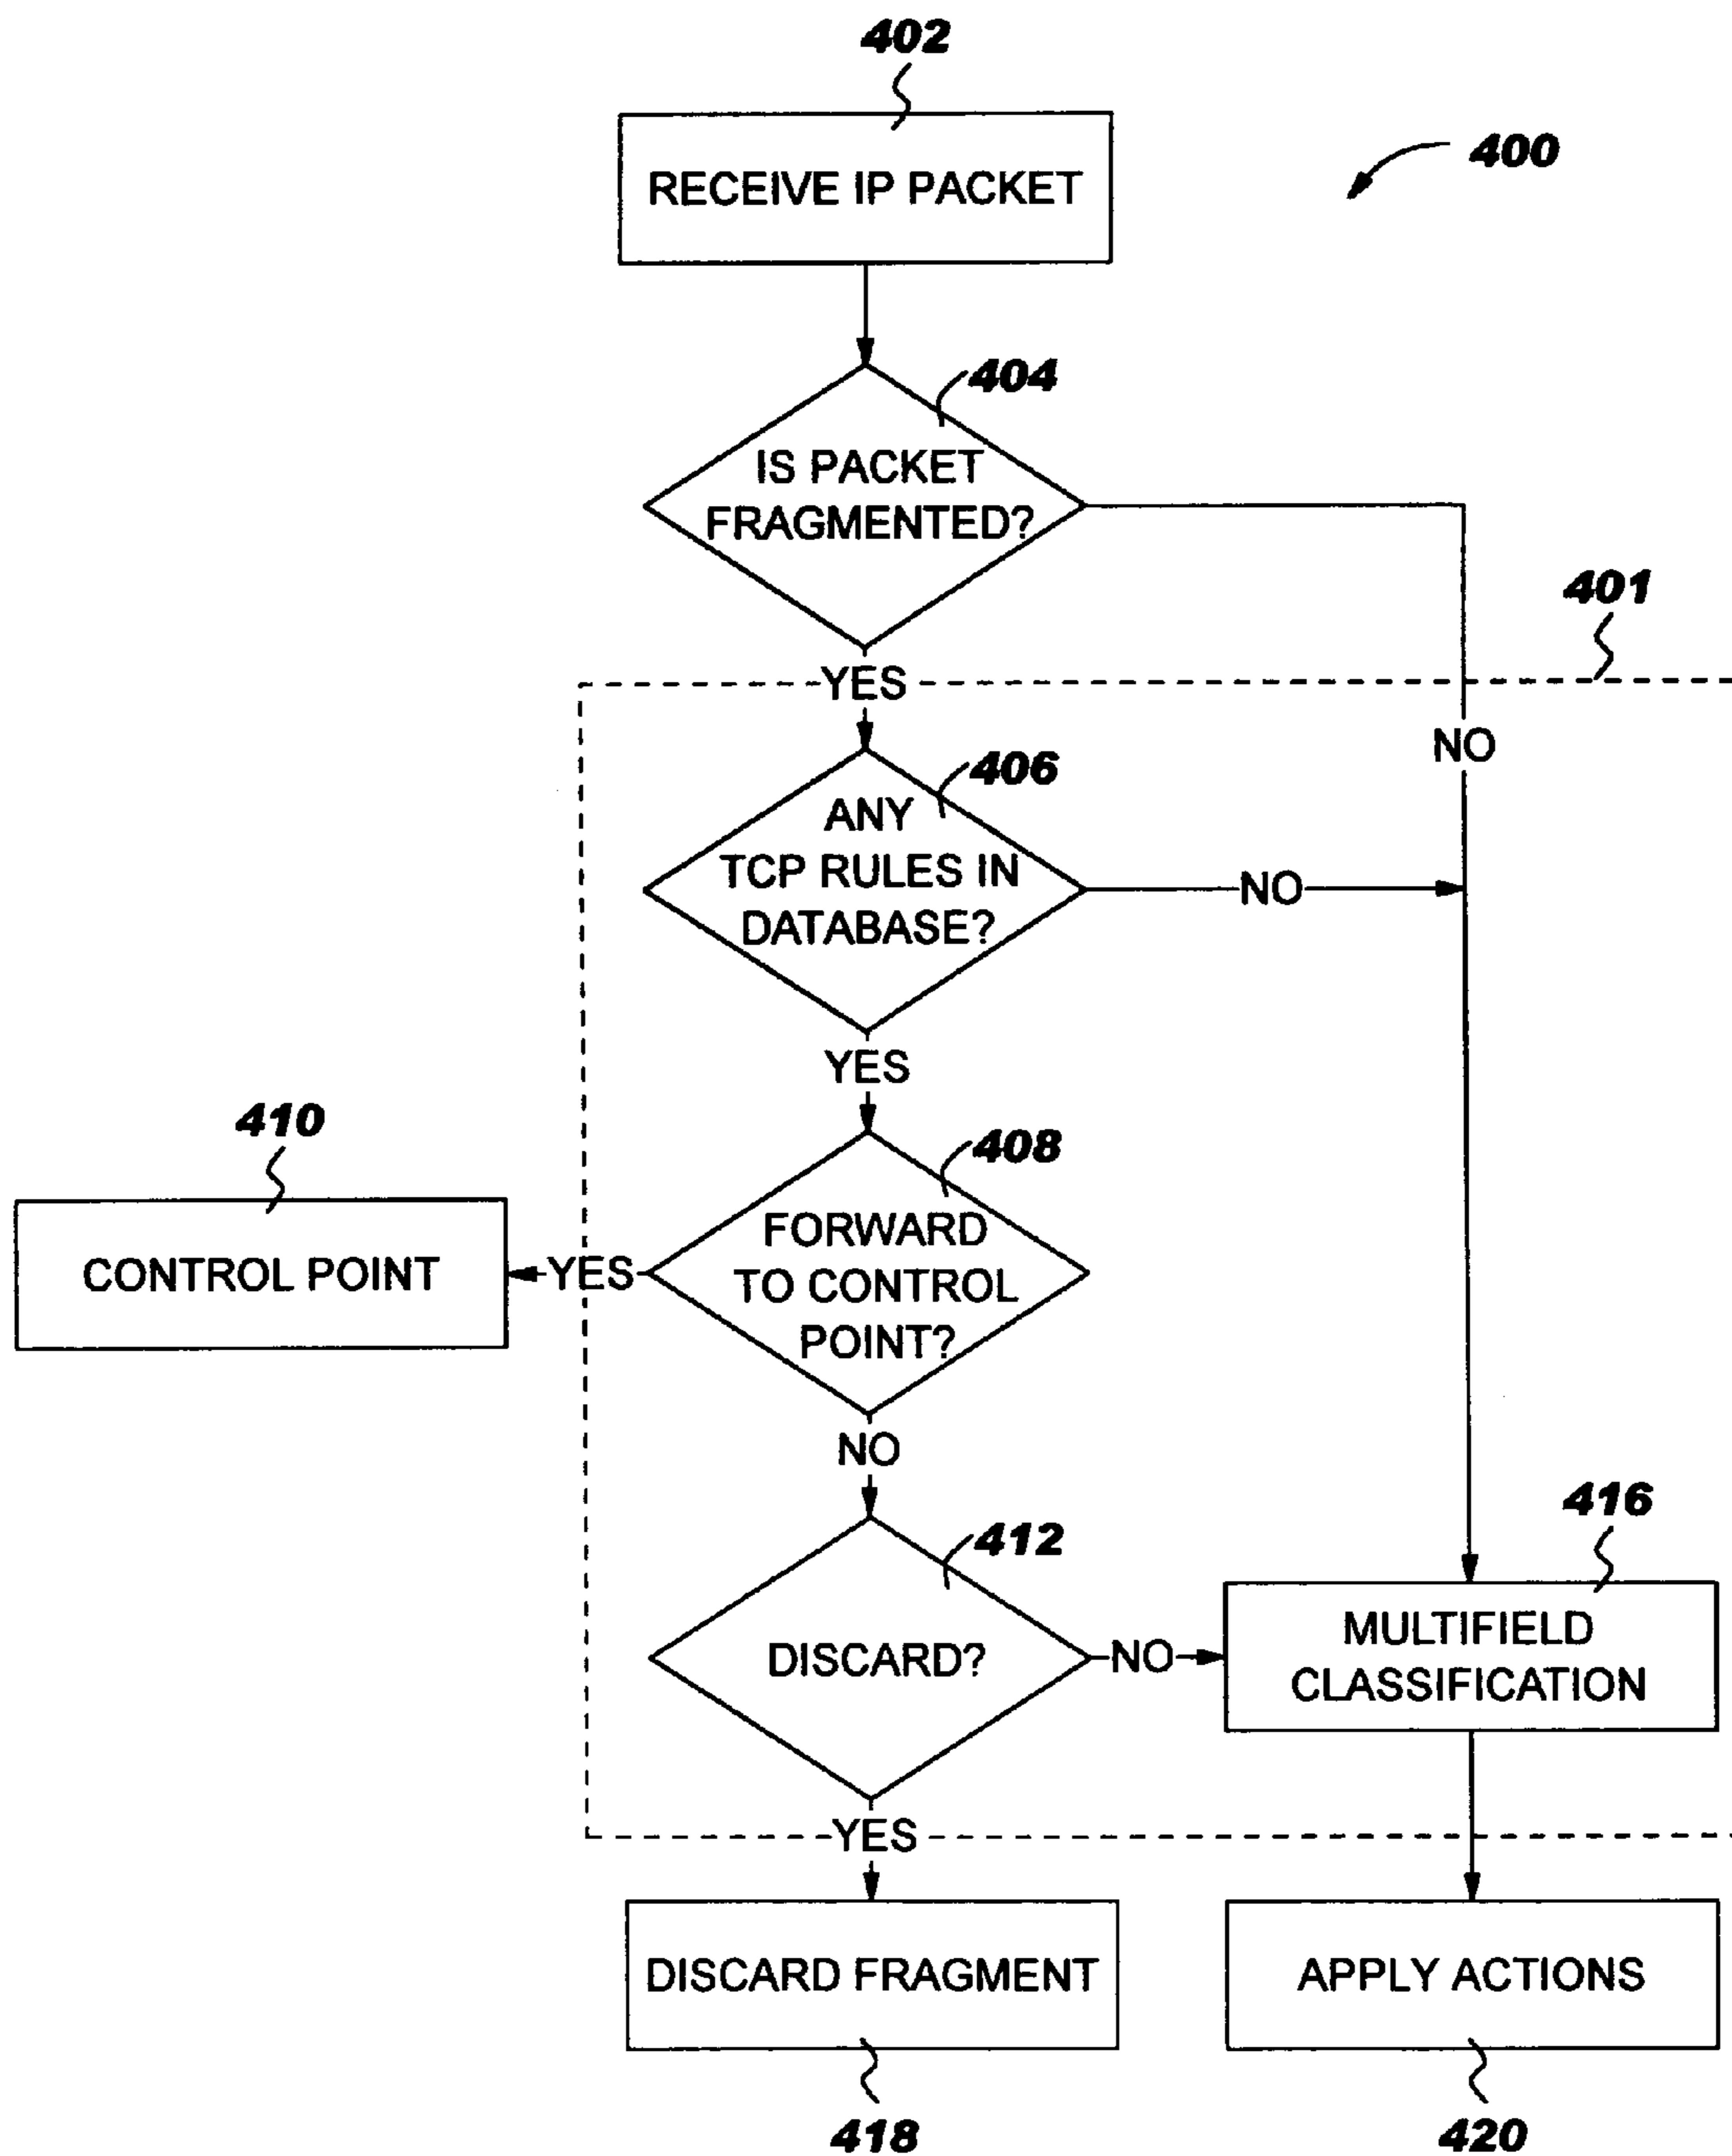 402
RECEIVE IP PACKET
400
404
IS PACKET
FRAGMENTED?
401
YES
NO
406
ANY
TCP RULES IN
DATABASE?
NO
YES
410
408
CONTROL POINT
YES
FORWARD
TO CONTROL
POINT?
NO
412
416
DISCARD?
NO
MULTIFIELD
CLASSIFICATION
YES
DISCARD FRAGMENT
APPLY ACTIONS
418
420